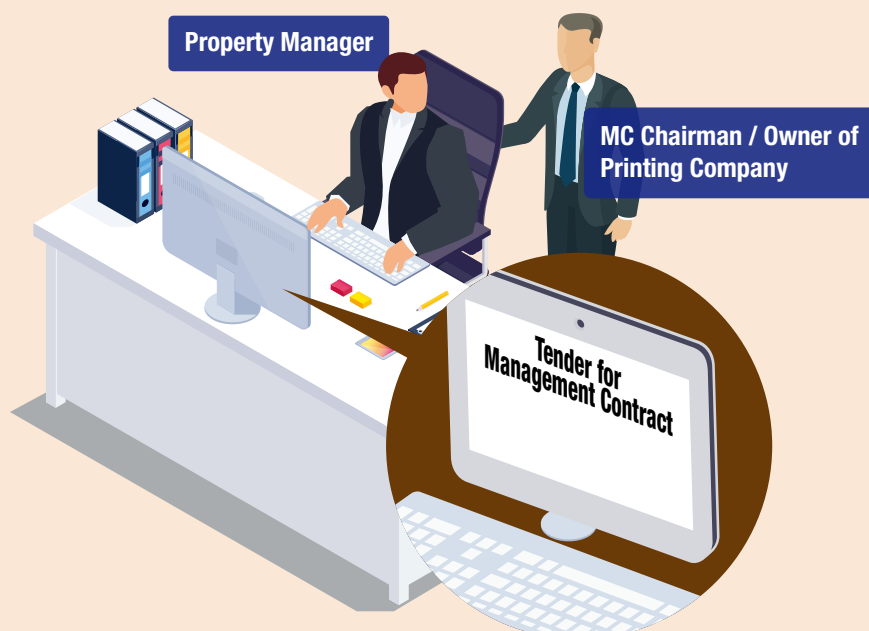 Property Manager
MC Chairman / Owner of
Printing Company
Tender for
Management Contract